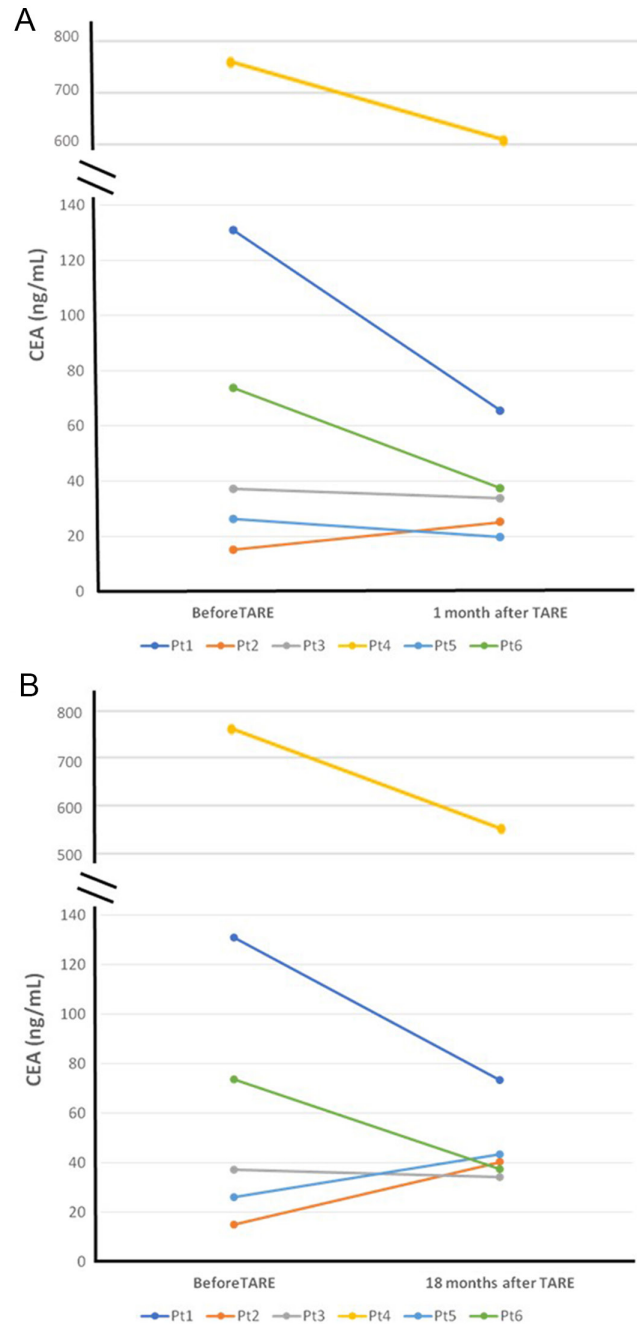 A
800
700
600
140
120
100
80
60
40
20
0
CEA (ng/mL)
BeforeTARE 1 month after TARE
Pt1 Pt2 Pt3 Pt4 Pt5 Pt6
B
800
700
600
500
140
120
100
80
60
40
20
0
CEA (ng/mL)
BeforeTARE 18 months after TARE
Pt1 Pt2 Pt3 Pt4 Pt5 Pt6